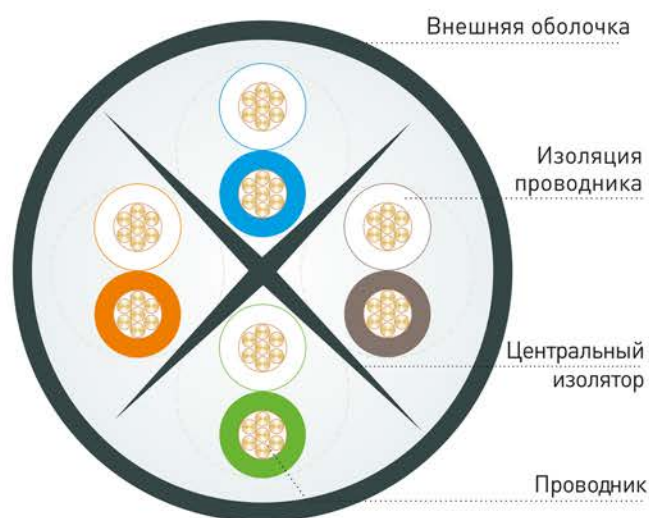 Внешняя оболочка
Изоляция
проводника
Центральный
изолятор
Проводник